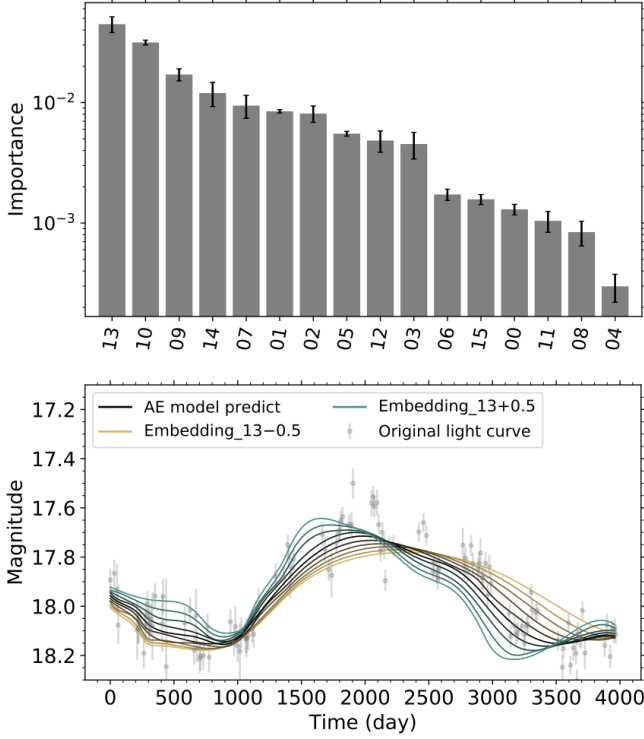 Importance
10⁻²
10⁻³
13 10 09 14 07 01 02 05 12 03 06 15 00 11 08 04
Magnitude
17.2
17.4
17.6
17.8
18.0
18.2
AE model predict
Embedding_13−0.5
Embedding_13+0.5
Original light curve
0 500 1000 1500 2000 2500 3000 3500 4000
Time (day)